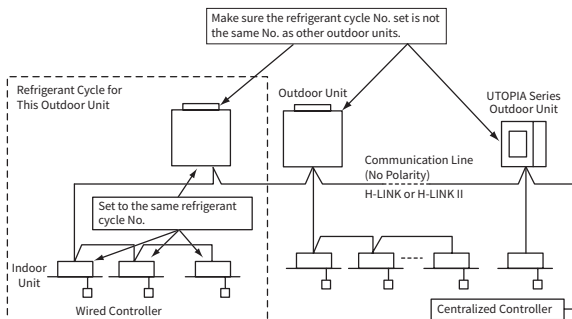 Make sure the refrigerant cycle No. set is not
the same No. as other outdoor units.
Refrigerant Cycle for
This Outdoor Unit
Outdoor Unit
UTOPIA Series
Outdoor Unit
Communication Line
(No Polarity)
H-LINK or H-LINK II
Set to the same refrigerant
cycle No.
Indoor
Unit
Wired Controller
Centralized Controller